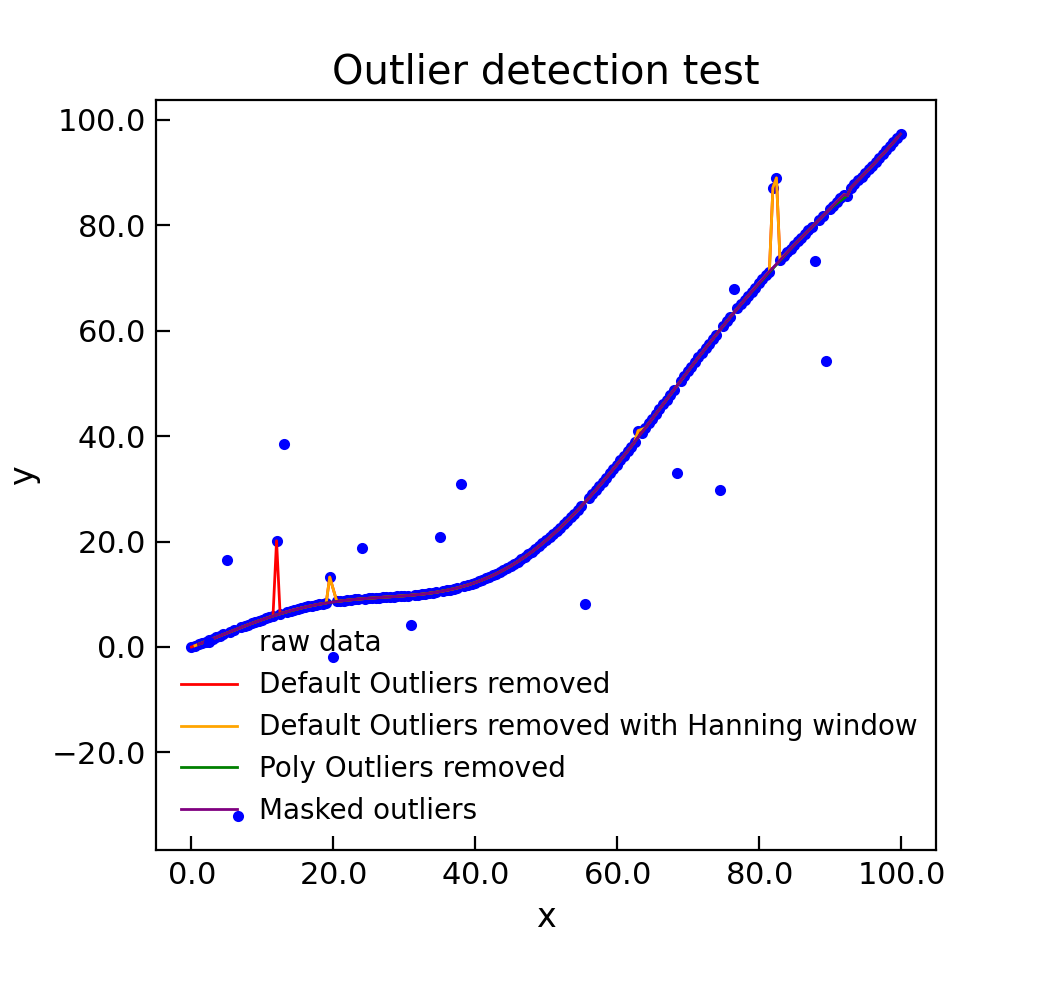 Outlier detection test
100.0
80.0
60.0
40.0
20.0
0.0
−20.0
y
raw data
Default Outliers removed
Default Outliers removed with Hanning window
Poly Outliers removed
Masked outliers
0.0 20.0 40.0 60.0 80.0 100.0
x